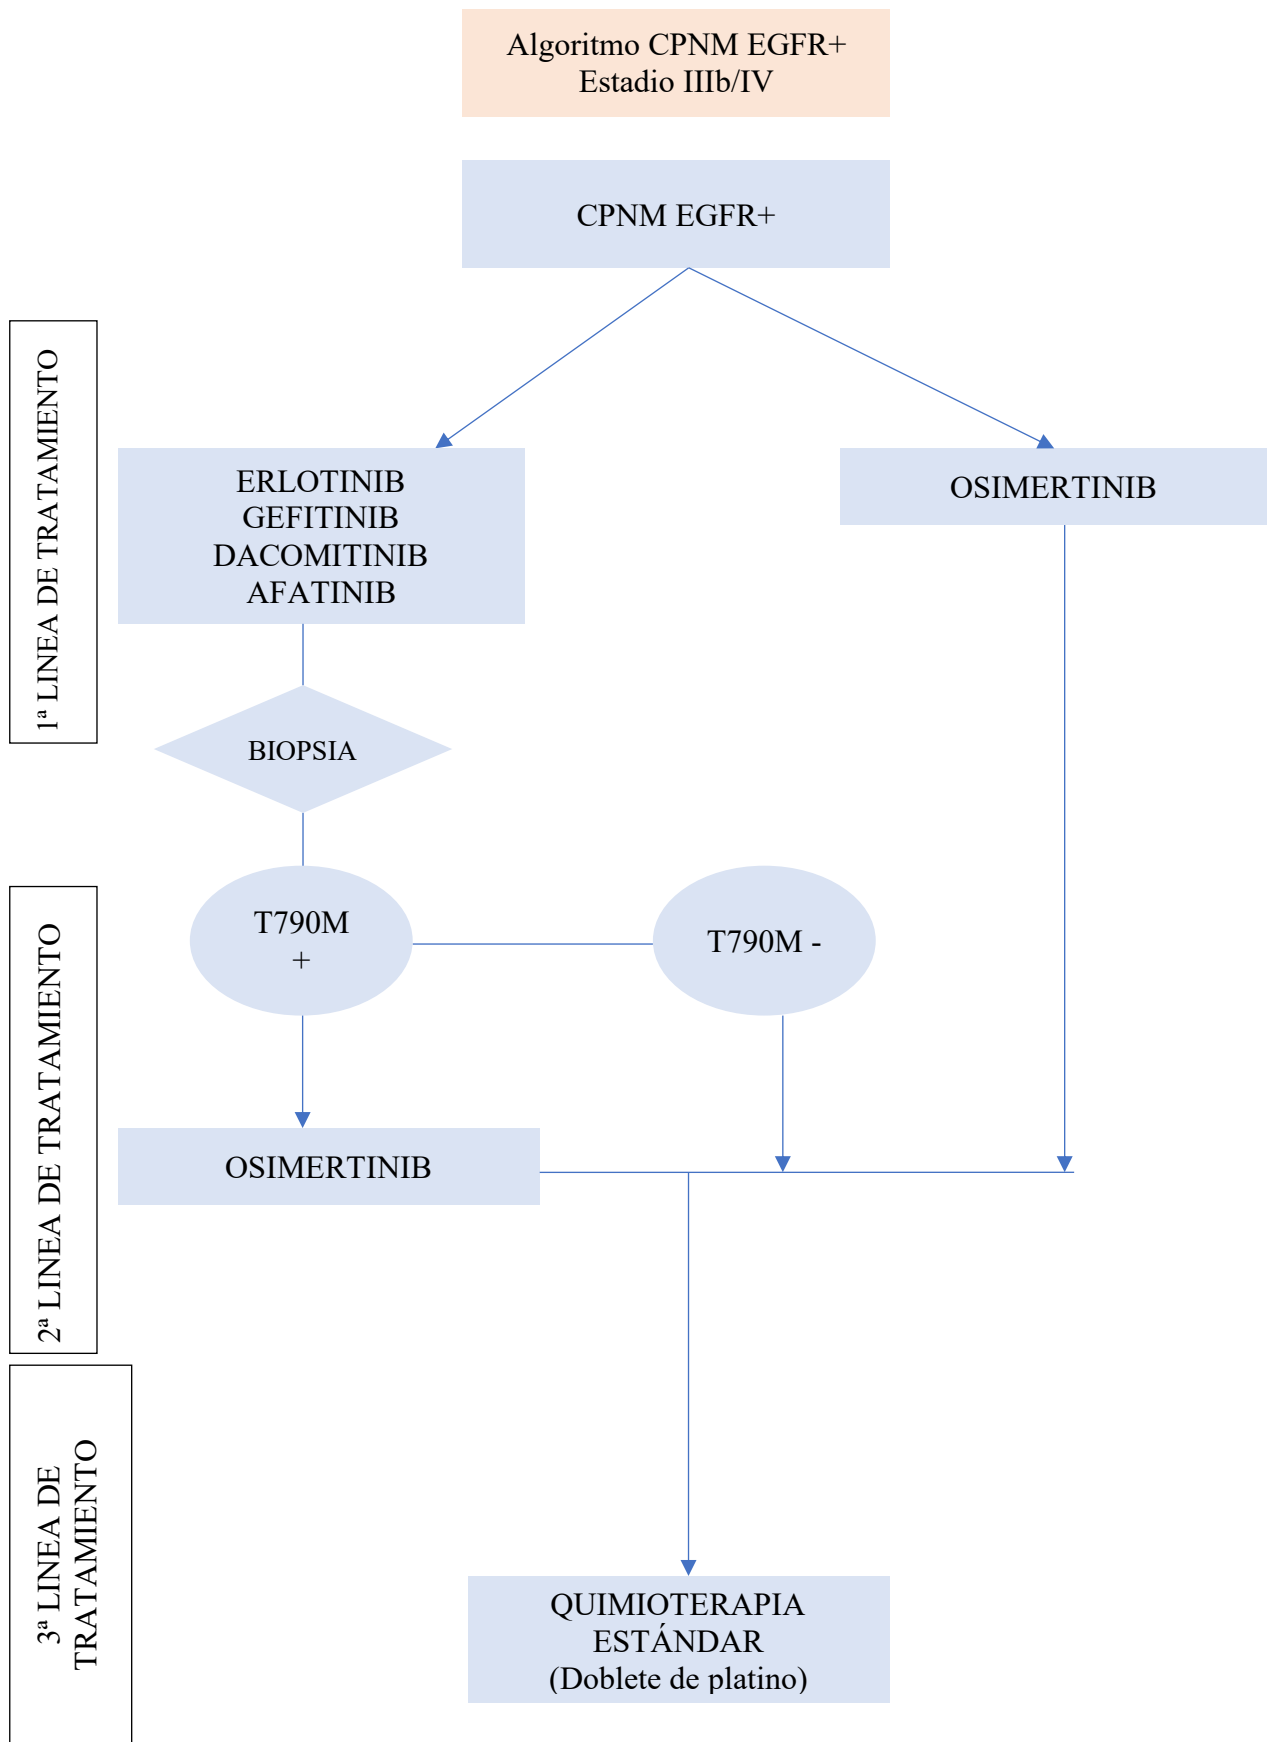 Algoritmo CPNM EGFR+
Estadio IIIb/IV
CPNM EGFR+
1ª LINEA DE TRATAMIENTO
ERLOTINIB
GEFITINIB
DACOMITINIB
AFATINIB
OSIMERTINIB
BIOPSIA
2ª LINEA DE TRATAMIENTO
T790M
+
T790M -
OSIMERTINIB
3ª LINEA DE
TRATAMIENTO
QUIMIOTERAPIA
ESTÁNDAR
(Doblete de platino)